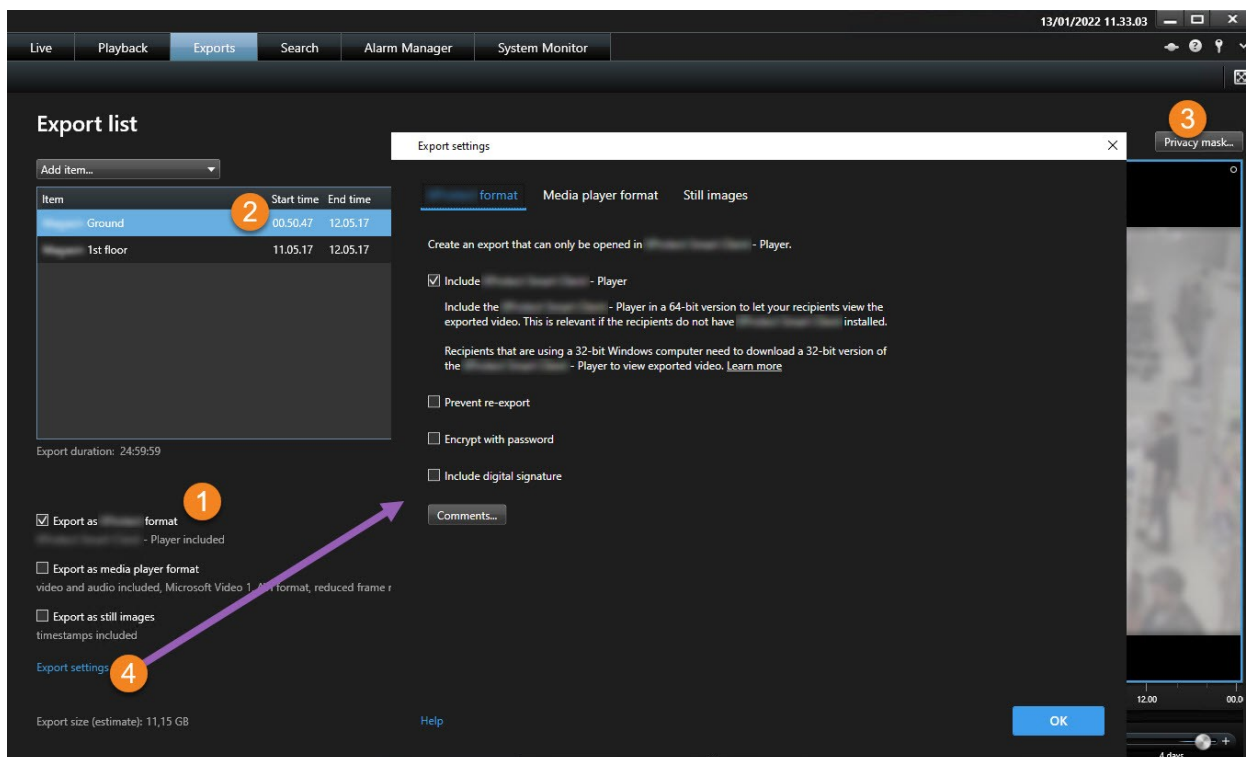 13/01/2022 11.33.03
Live Playback Exports Search Alarm Manager System Monitor
Export list
3
Privacy mask...
Export settings
Add item...
Item Start time End time
2
Ground 00.50.47 12.05.17
1st floor 11.05.17 12.05.17
format Media player format Still images
Create an export that can only be opened in - Player.
Include - Player
Include the - Player in a 64-bit version to let your recipients view the
exported video. This is relevant if the recipients do not have installed.
Recipients that are using a 32-bit Windows computer need to download a 32-bit version of
the - Player to view exported video. Learn more
Prevent re-export
Encrypt with password
Include digital signature
Comments...
Export duration: 24:59:59
1
Export as format
- Player included
Export as media player format
video and audio included, Microsoft Video 1, format, reduced frame r
Export as still images
timestamps included
Export settings
4
Export size (estimate): 11,15 GB
Help
OK
12.00 00.0
4 days